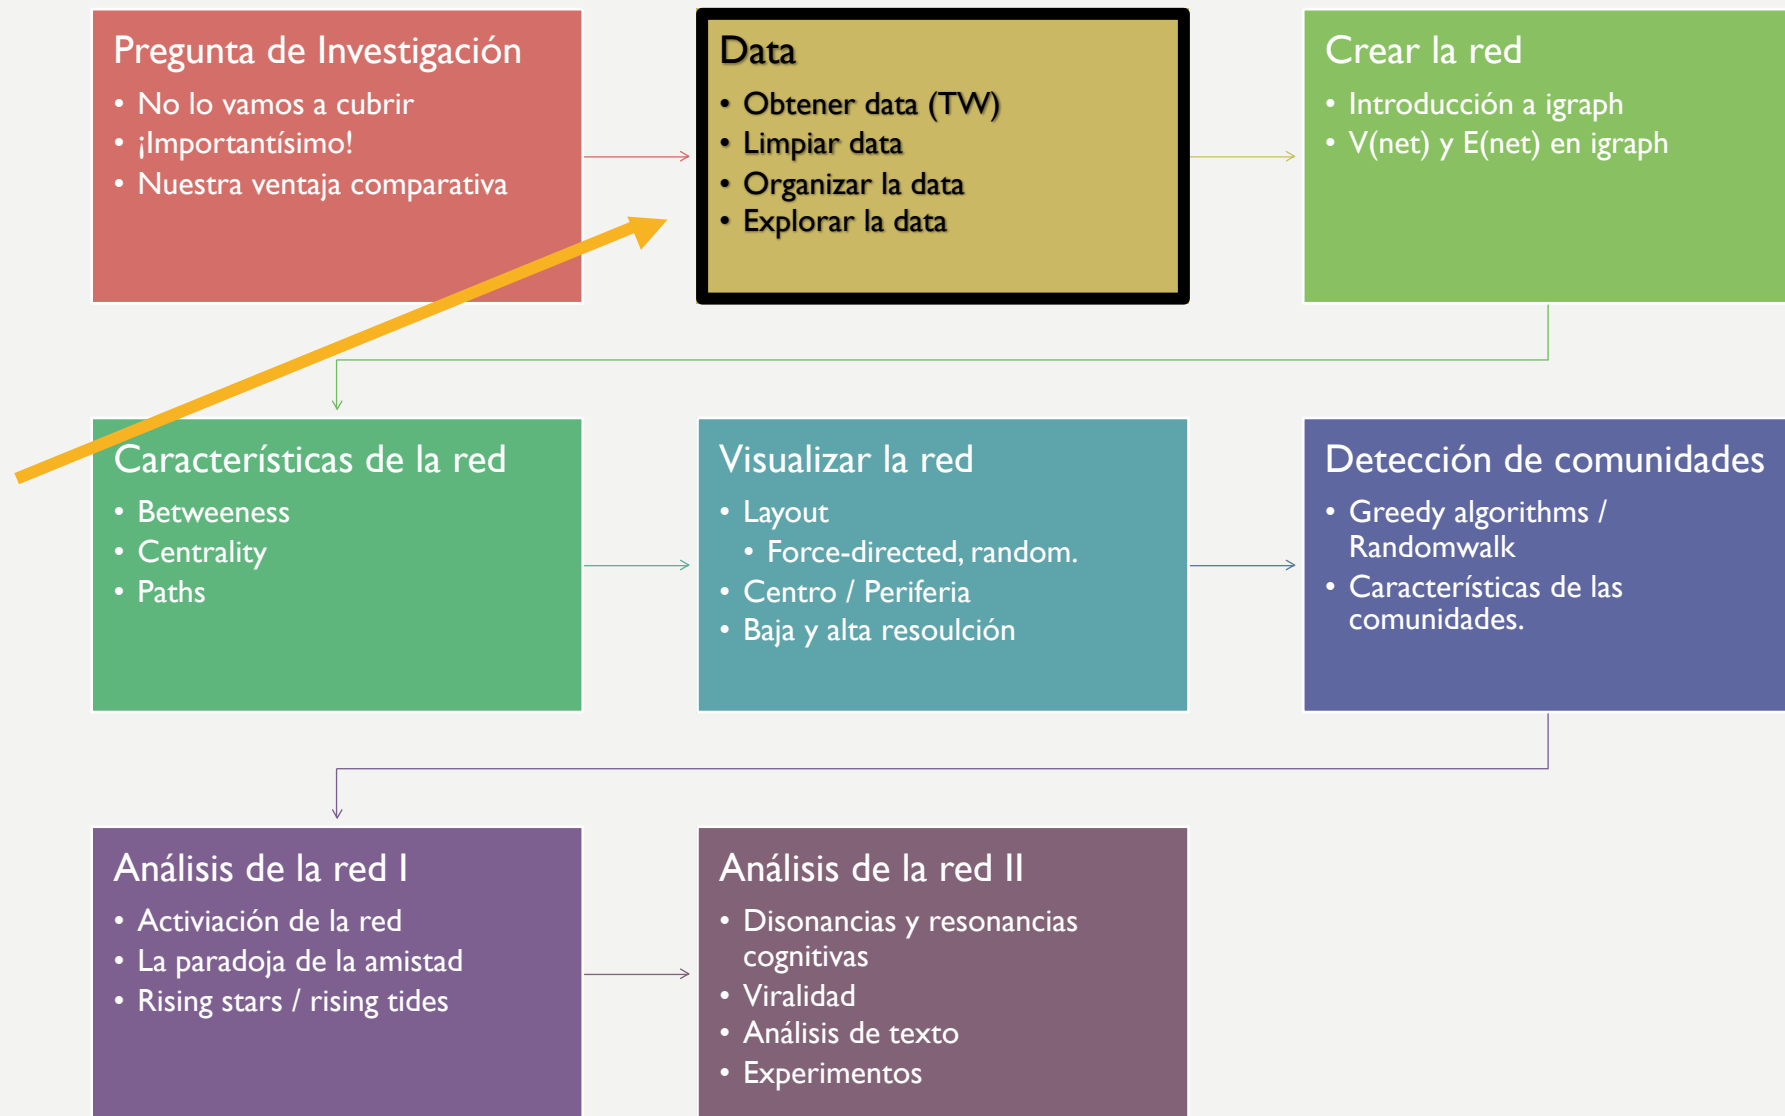 Pregunta de Investigación
• No lo vamos a cubrir
• ¡Importantísimo!
• Nuestra ventaja comparativa
Data
• Obtener data (TW)
• Limpiar data
• Organizar la data
• Explorar la data
Crear la red
• Introducción a igraph
• V(net) y E(net) en igraph
Características de la red
• Betweeness
• Centrality
• Paths
Visualizar la red
• Layout
• Force-directed, random.
• Centro / Periferia
• Baja y alta resoulción
Detección de comunidades
• Greedy algorithms /
Randomwalk
• Características de las
comunidades.
Análisis de la red I
• Activiación de la red
• La paradoja de la amistad
• Rising stars / rising tides
Análisis de la red II
• Disonancias y resonancias
cognitivas
• Viralidad
• Análisis de texto
• Experimentos